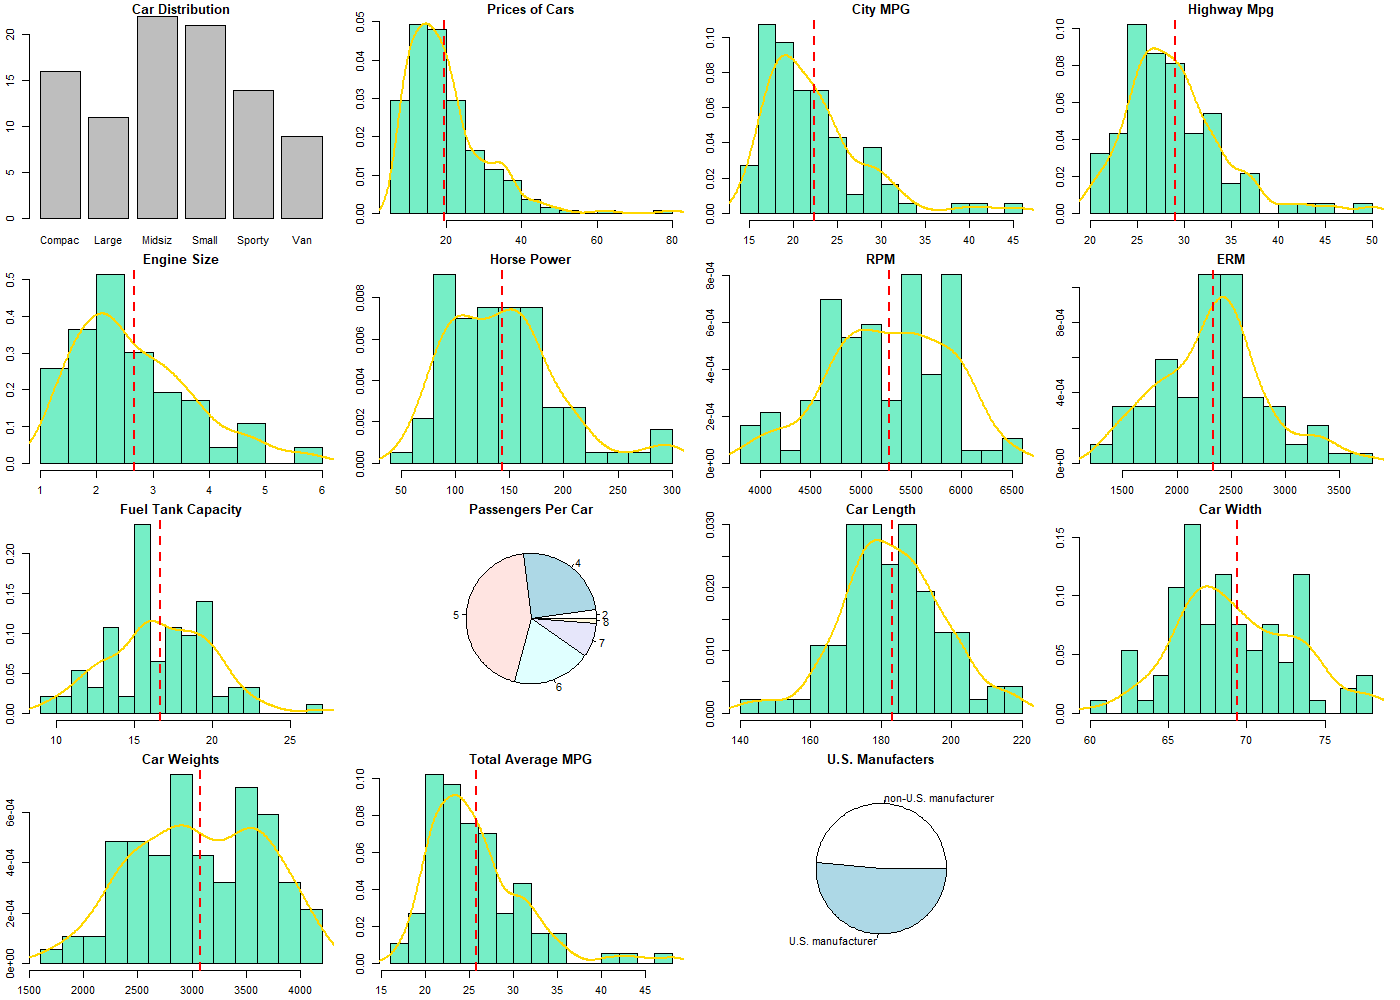 Car Distribution
0 5 10 15 20
Compac Large Midsiz Small Sporty Van
Prices of Cars
0.00 0.01 0.02 0.03 0.04 0.05
20 40 60 80
City MPG
0.00 0.02 0.04 0.06 0.08 0.10
15 20 25 30 35 40 45
Highway Mpg
0.00 0.02 0.04 0.06 0.08 0.10
20 25 30 35 40 45 50
Engine Size
0.0 0.1 0.2 0.3 0.4 0.5
1 2 3 4 5 6
Horse Power
0.000 0.002 0.004 0.006 0.008
50 100 150 200 250 300
RPM
0e+00 2e-04 4e-04 6e-04 8e-04
4000 4500 5000 5500 6000 6500
ERM
0e+00 4e-04 8e-04
1500 2000 2500 3000 3500
Fuel Tank Capacity
0.00 0.05 0.10 0.15 0.20
10 15 20 25
Passengers Per Car
4
5
2
8
7
6
Car Length
0.000 0.010 0.020 0.030
140 160 180 200 220
Car Width
0.00 0.05 0.10 0.15
60 65 70 75
Car Weights
0e+00 2e-04 4e-04 6e-04
1500 2000 2500 3000 3500 4000
Total Average MPG
0.00 0.02 0.04 0.06 0.08 0.10
15 20 25 30 35 40 45
U.S. Manufacters
non-U.S. manufacturer
U.S. manufacturer